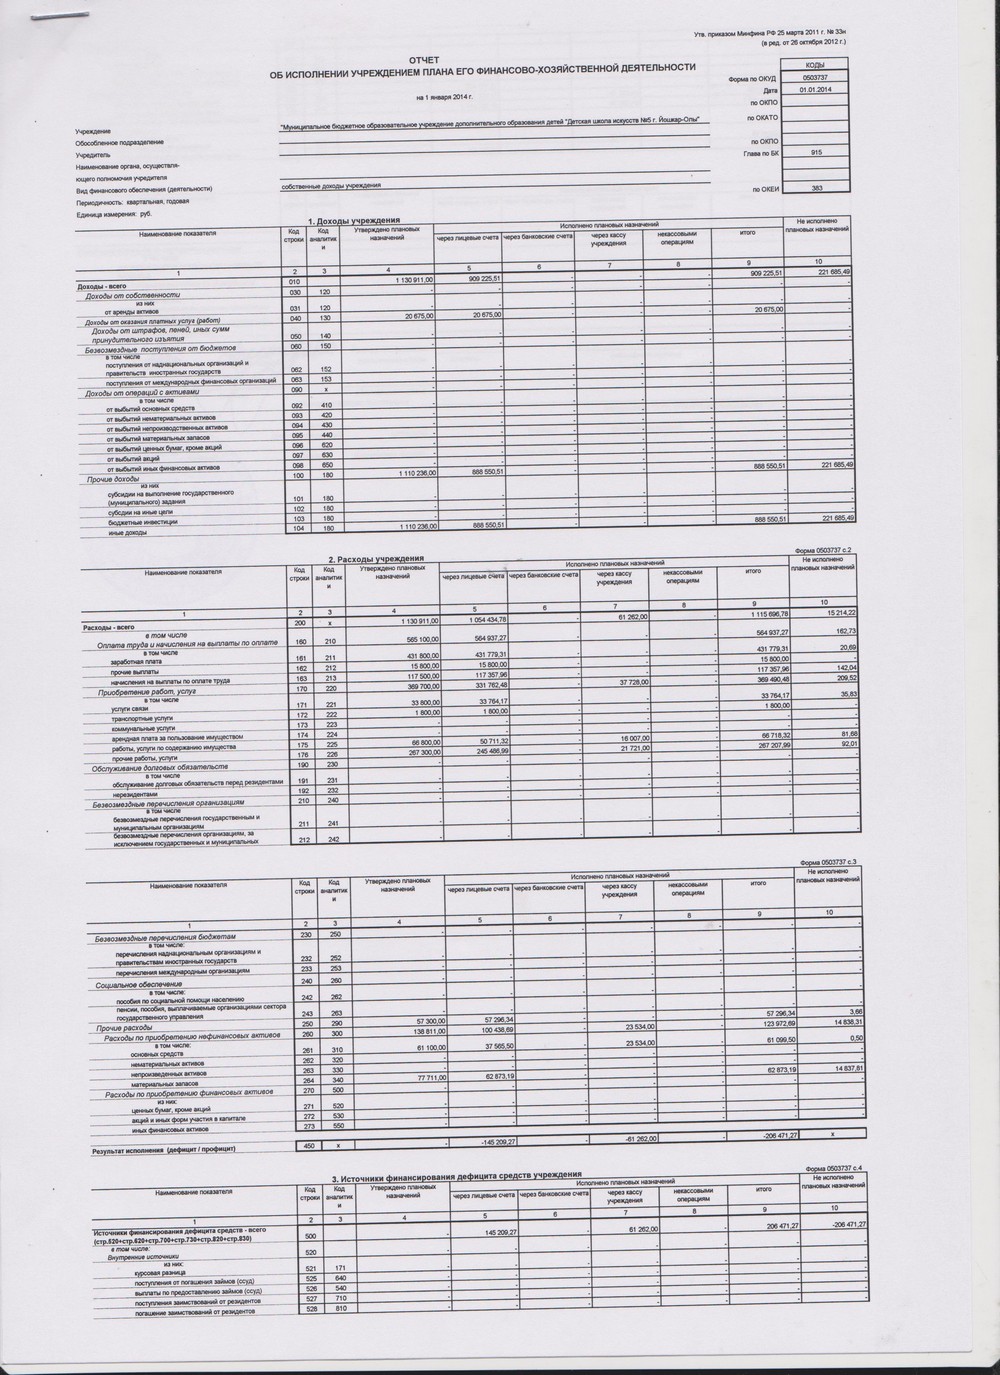 Утв. приказом Минфина РФ 25 марта 2011 г. № 33н
(в ред. от 26 октября 2012 г.)
ОТЧЕТ
ОБ ИСПОЛНЕНИИ УЧРЕЖДЕНИЕМ ПЛАНА ЕГО ФИНАНСОВО-ХОЗЯЙСТВЕННОЙ ДЕЯТЕЛЬНОСТИ
КОДЫ
Форма по ОКУД 0503737
на 1 января 2014 г. Дата 01.01.2014
по ОКПО
Учреждение "Муниципальное бюджетное образовательное учреждение дополнительного образования детей "Детская школа искусств №5 г. Йошкар-Олы" по ОКАТО
Обособленное подразделение
Учредитель по ОКПО
Наименование органа, осуществля- Глава по БК 915
ющего полномочия учредителя
Вид финансового обеспечения (деятельности) собственные доходы учреждения
Периодичность: квартальная, годовая по ОКЕИ 383
Единица измерения: руб.
1. Доходы учреждения
Наименование показателя Код строки Код аналитики Утверждено плановых назначений Исполнено плановых назначений Не исполнено плановых назначений
через лицевые счета через банковские счета через кассу учреждения некассовыми операциям итого
1 2 3 4 5 6 7 8 9 10
Доходы - всего 010 1 130 911,00 909 225,51 - - - 909 225,51 221 685,49
Доходы от собственности 030 120 - - - - - - -
из них
от аренды активов 031 120 - - - - - - -
Доходы от оказания платных услуг (работ) 040 130 20 675,00 20 675,00 - - - 20 675,00 -
Доходы от штрафов, пеней, иных сумм
принудительного изъятия 050 140 - - - - - - -
Безвозмездные поступления от бюджетов 060 150 - - - - - - -
в том числе
поступления от наднациональных организаций и
правительств иностранных государств 062 152 - - - - - - -
поступления от международных финансовых организаций 063 153 - - - - - - -
Доходы от операций с активами 090 х - - - - - - -
в том числе
от выбытий основных средств 092 410 - - - - - - -
от выбытий нематериальных активов 093 420 - - - - - - -
от выбытий непроизводственных активов 094 430 - - - - - - -
от выбытий материальных запасов 095 440 - - - - - - -
от выбытий ценных бумаг, кроме акций 096 620 - - - - - - -
от выбытий акций 097 630 - - - - - - -
от выбытий иных финансовых активов 098 650 - - - - - - -
Прочие доходы 100 180 1 110 236,00 888 550,51 - - - 888 550,51 221 685,49
из них
субсидии на выполнение государственного
(муниципального) задания 101 180 - - - - - - -
субсдии на иные цели 102 180 - - - - - - -
бюджетные инвестиции 103 180 - - - - - - -
иные доходы 104 180 1 110 236,00 888 550,51 - - - 888 550,51 221 685,49
Форма 0503737 с.2
2. Расходы учреждения
Наименование показателя Код строки Код аналитики Утверждено плановых назначений Исполнено плановых назначений Не исполнено плановых назначений
через лицевые счета через банковские счета через кассу учреждения некассовыми операциям итого
1 2 3 4 5 6 7 8 9 10
Расходы - всего 200 х 1 130 911,00 1 054 434,78 - 61 262,00 - 1 115 696,78 15 214,22
в том числе
Оплата труда и начисления на выплаты по оплате 160 210 565 100,00 564 937,27 - - - 564 937,27 162,73
в том числе
заработная плата 161 211 431 800,00 431 779,31 - - - 431 779,31 20,69
прочие выплаты 162 212 15 800,00 15 800,00 - - - 15 800,00 -
начисления на выплаты по оплате труда 163 213 117 500,00 117 357,96 - - - 117 357,96 142,04
Приобретение работ, услуг 170 220 369 700,00 331 762,48 - 37 728,00 - 369 490,48 209,52
в том числе
услуги связи 171 221 33 800,00 33 764,17 - - - 33 764,17 35,83
транспортные услуги 172 222 1 800,00 1 800,00 - - - 1 800,00 -
коммунальные услуги 173 223 - - - - - - -
арендная плата за пользование имуществом 174 224 - - - - - - -
работы, услуги по содержанию имущества 175 225 66 800,00 50 711,32 - 16 007,00 - 66 718,32 81,68
прочие работы, услуги 176 226 267 300,00 245 486,99 - 21 721,00 - 267 207,99 92,01
Обслуживание долговых обязательств 190 230 - - - - - - -
в том числе
обслуживание долговых обязательств перед резидентами 191 231 - - - - - - -
нерезидентами 192 232 - - - - - - -
Безвозмездные перечисления организациям 210 240 - - - - - - -
в том числе
безвозмездные перечисления государственным и
муниципальным организациям 211 241 - - - - - - -
безвозмездные перечисления организациям, за
исключением государственных и муниципальных 212 242 - - - - - - -
Форма 0503737 с.3
Наименование показателя Код строки Код аналитики Утверждено плановых назначений Исполнено плановых назначений Не исполнено плановых назначений
через лицевые счета через банковские счета через кассу учреждения некассовыми операциям итого
1 2 3 4 5 6 7 8 9 10
Безвозмездные перечисления бюджетам 230 250 - - - - - - -
в том числе:
перечисления наднациональным организациям и
правительствам иностранных государств 232 252 - - - - - - -
перечисления международным организациям 233 253 - - - - - - -
Социальное обеспечение 240 260 - - - - - - -
в том числе:
пособия по социальной помощи населению 242 262 - - - - - - -
пенсии, пособия, выплачиваемые организациями сектора
государственного управления 243 263 - - - - - - -
Прочие расходы 250 290 57 300,00 57 296,34 - - - 57 296,34 3,66
Расходы по приобретению нефинансовых активов 260 300 138 811,00 100 438,69 - 23 534,00 - 123 972,69 14 838,31
в том числе:
основных средств 261 310 61 100,00 37 565,50 - 23 534,00 - 61 099,50 0,50
нематериальных активов 262 320 - - - - - - -
непроизведенных активов 263 330 - - - - - - -
материальных запасов 264 340 77 711,00 62 873,19 - - - 62 873,19 14 837,81
Расходы по приобретению финансовых активов 270 500 - - - - - - -
из них:
ценных бумаг, кроме акций 271 520 - - - - - - -
акций и иных форм участия в капитале 272 530 - - - - - - -
иных финансовых активов 273 550 - - - - - - -
Результат исполнения (дефицит / профицит) 450 х - -145 209,27 - -61 262,00 - -206 471,27 х
Форма 0503737 с.4
3. Источники финансирования дефицита средств учреждения
Наименование показателя Код строки Код аналитики Утверждено плановых назначений Исполнено плановых назначений Не исполнено плановых назначений
через лицевые счета через банковские счета через кассу учреждения некассовыми операциям итого
1 2 3 4 5 6 7 8 9 10
Источники финансирования дефицита средств - всего
(стр.520+стр.620+стр.700+стр.730+стр.820+стр.830) 500 - 145 209,27 - 61 262,00 - 206 471,27 -206 471,27
в том числе:
Внутренние источники 520 - - - - - - -
из них:
курсовая разница 521 171 - - - - - - -
поступления от погашения займов (ссуд) 525 640 - - - - - - -
выплаты по предоставлению займов (ссуд) 526 540 - - - - - - -
поступления заимствований от резидентов 527 710 - - - - - - -
погашение заимствований от резидентов 528 810 - - - - - - -